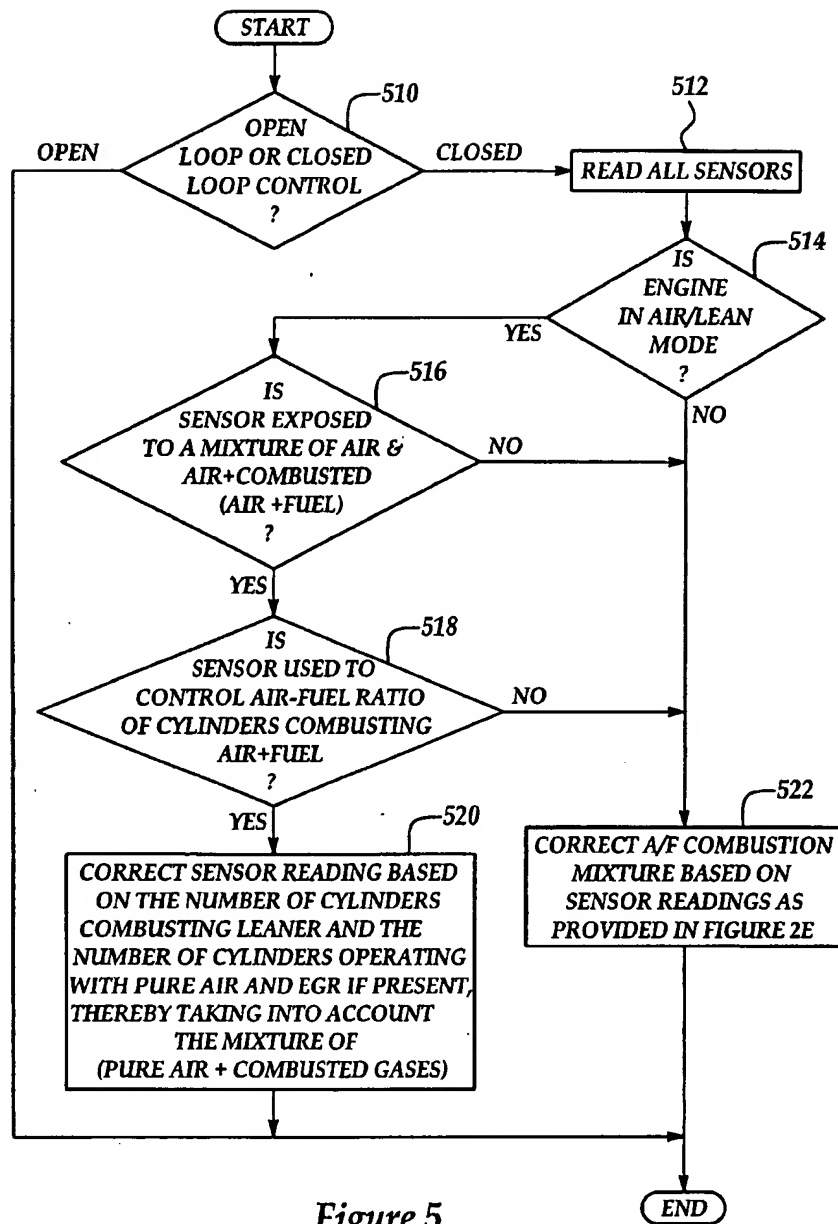 START
510
OPEN
LOOP OR CLOSED
LOOP CONTROL
?
OPEN
CLOSED
512
READ ALL SENSORS
514
IS
ENGINE
IN AIR/LEAN
MODE
?
YES
NO
516
IS
SENSOR EXPOSED
TO A MIXTURE OF AIR &
AIR+COMBUSTED
(AIR +FUEL)
?
NO
YES
518
IS
SENSOR USED TO
CONTROL AIR-FUEL RATIO
OF CYLINDERS COMBUSTING
AIR+FUEL
?
NO
YES
520
CORRECT SENSOR READING BASED
ON THE NUMBER OF CYLINDERS
COMBUSTING LEANER AND THE
NUMBER OF CYLINDERS OPERATING
WITH PURE AIR AND EGR IF PRESENT,
THEREBY TAKING INTO ACCOUNT
THE MIXTURE OF
(PURE AIR + COMBUSTED GASES)
522
CORRECT A/F COMBUSTION
MIXTURE BASED ON
SENSOR READINGS AS
PROVIDED IN FIGURE 2E
END
Figure 5